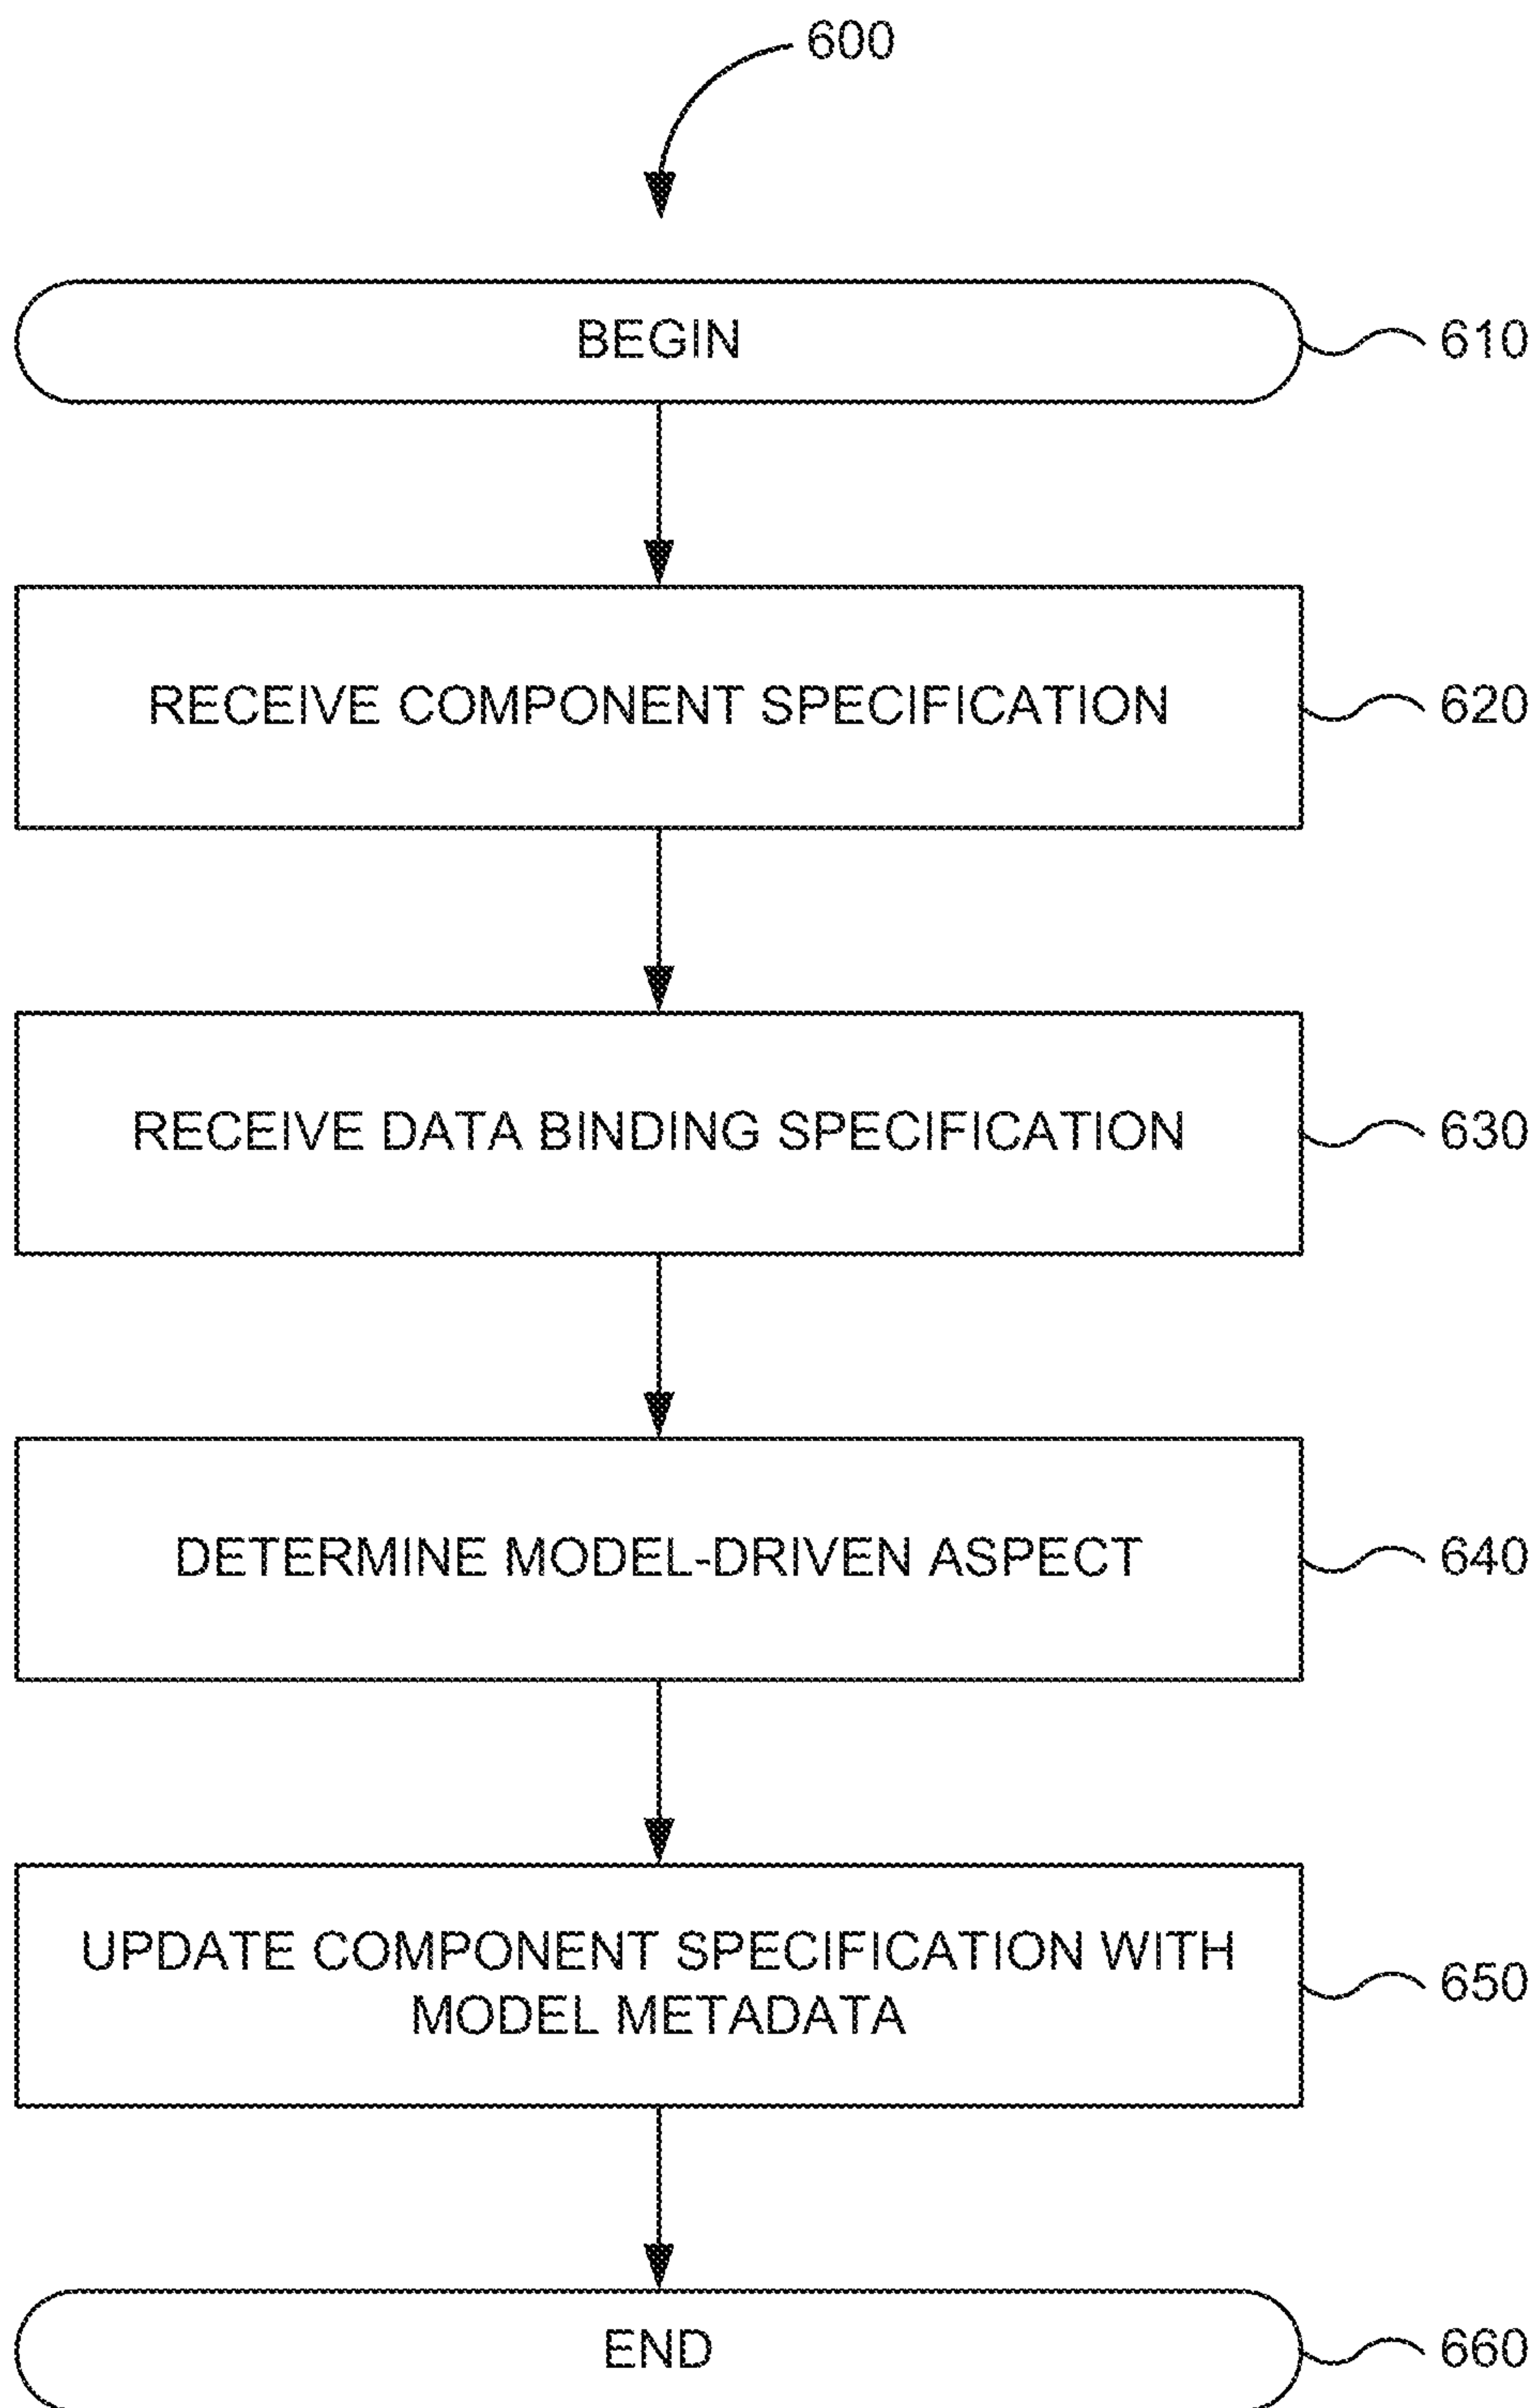 600
BEGIN
610
RECEIVE COMPONENT SPECIFICATION
620
RECEIVE DATA BINDING SPECIFICATION
630
DETERMINE MODEL-DRIVEN ASPECT
640
UPDATE COMPONENT SPECIFICATION WITH
MODEL METADATA
650
END
660